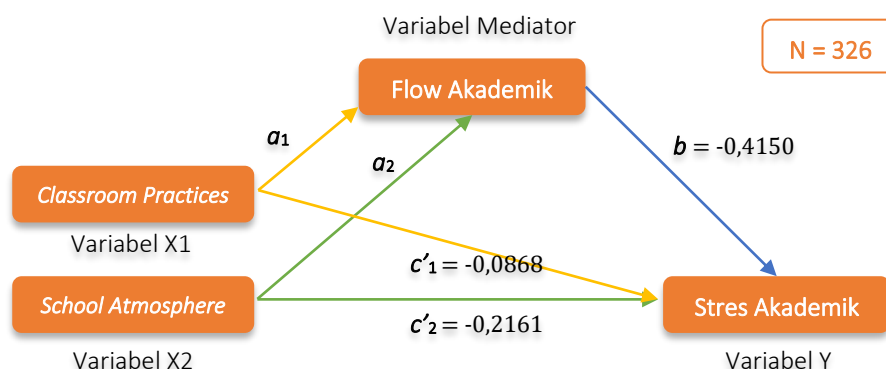 Variabel Mediator
N = 326
Flow Akademik
a1
a2
b = -0,4150
Classroom Practices
Variabel X1
c′1 = -0,0868
School Atmosphere
Stres Akademik
c′2 = -0,2161
Variabel X2
Variabel Y